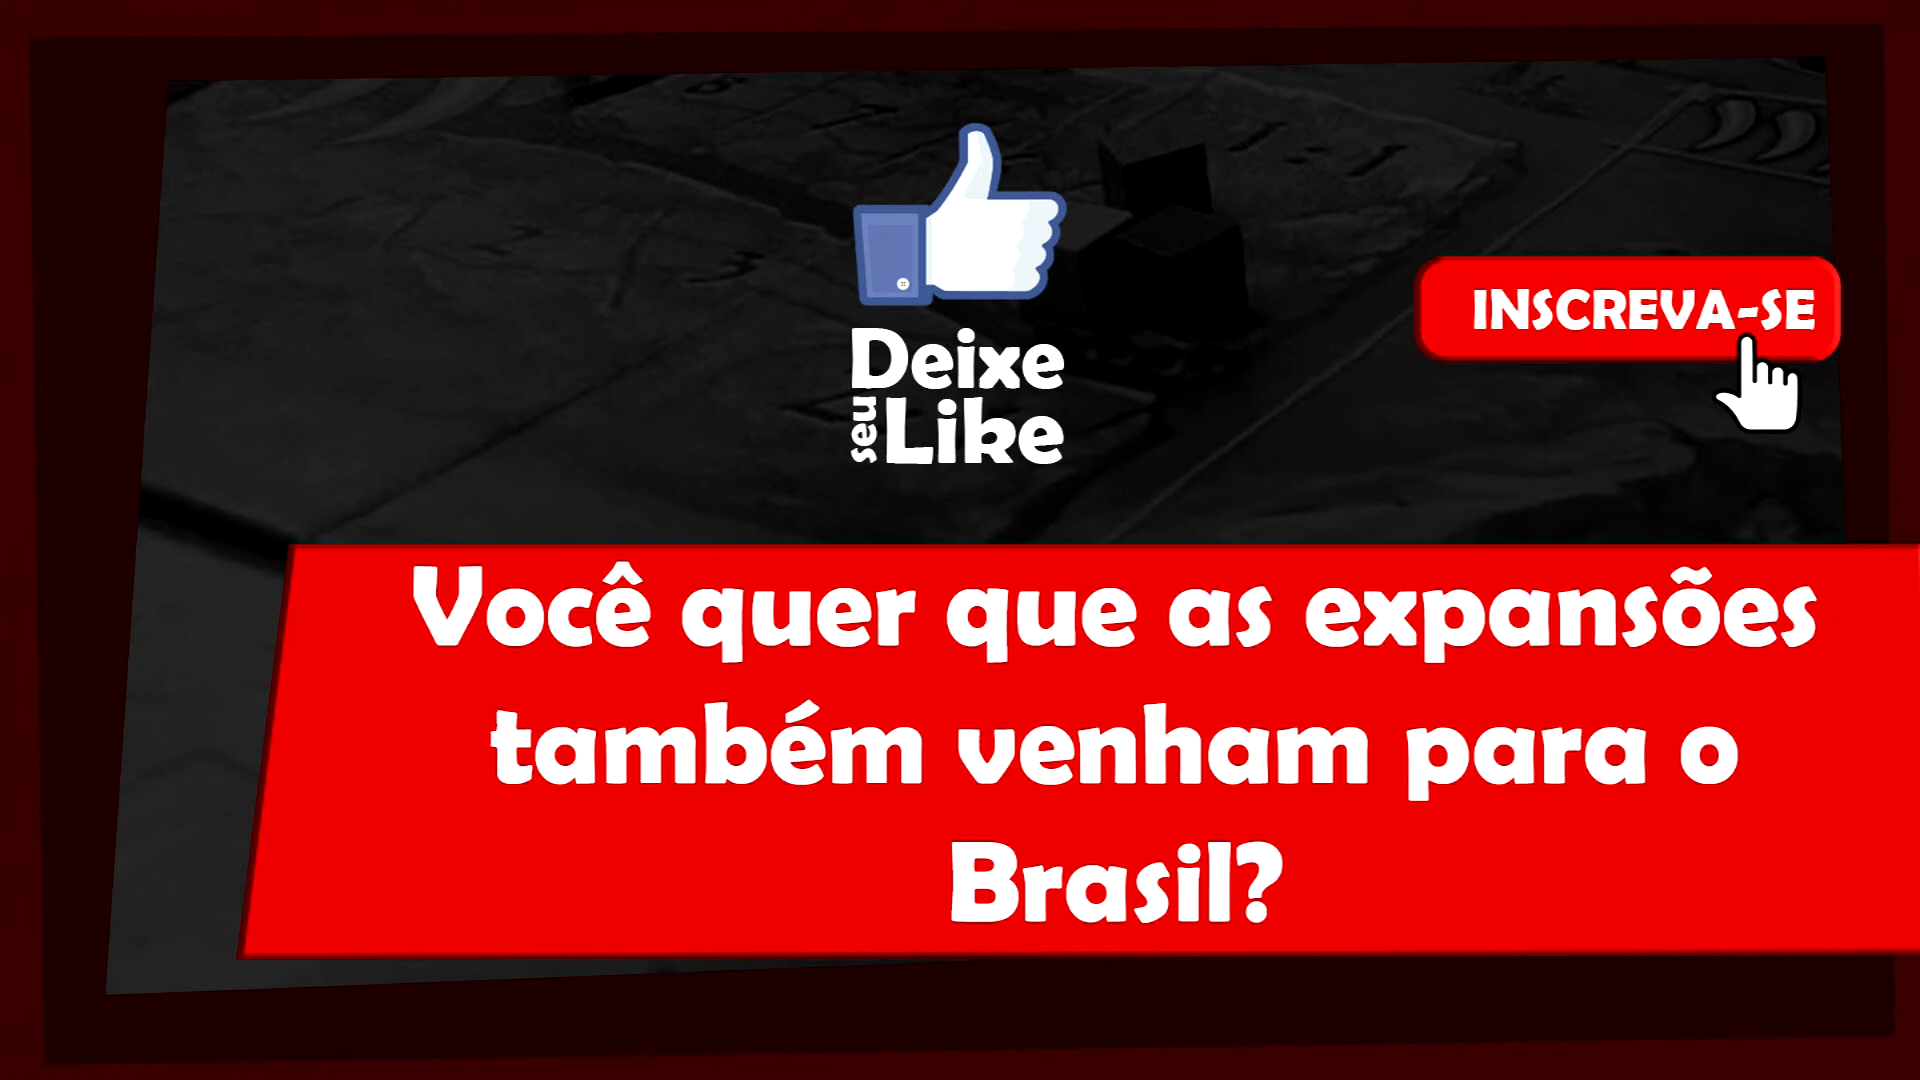 Deixe
seu Like
INSCREVA-SE
Você quer que as expansões
também venham para o
Brasil?